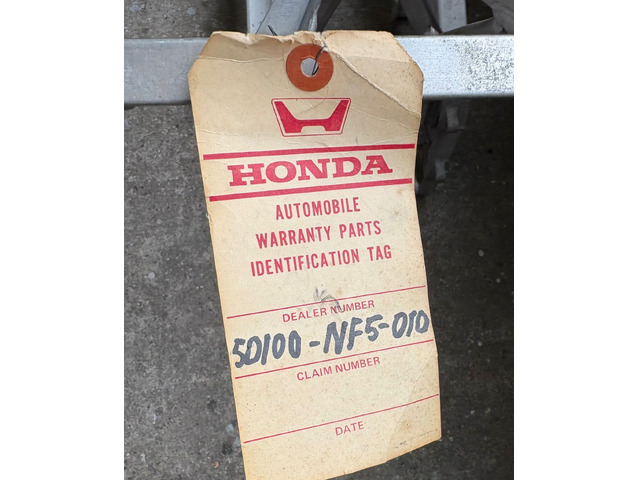 HONDA
AUTOMOBILE
WARRANTY PARTS
IDENTIFICATION TAG
DEALER NUMBER
50100-NF5-010
CLAIM NUMBER
DATE